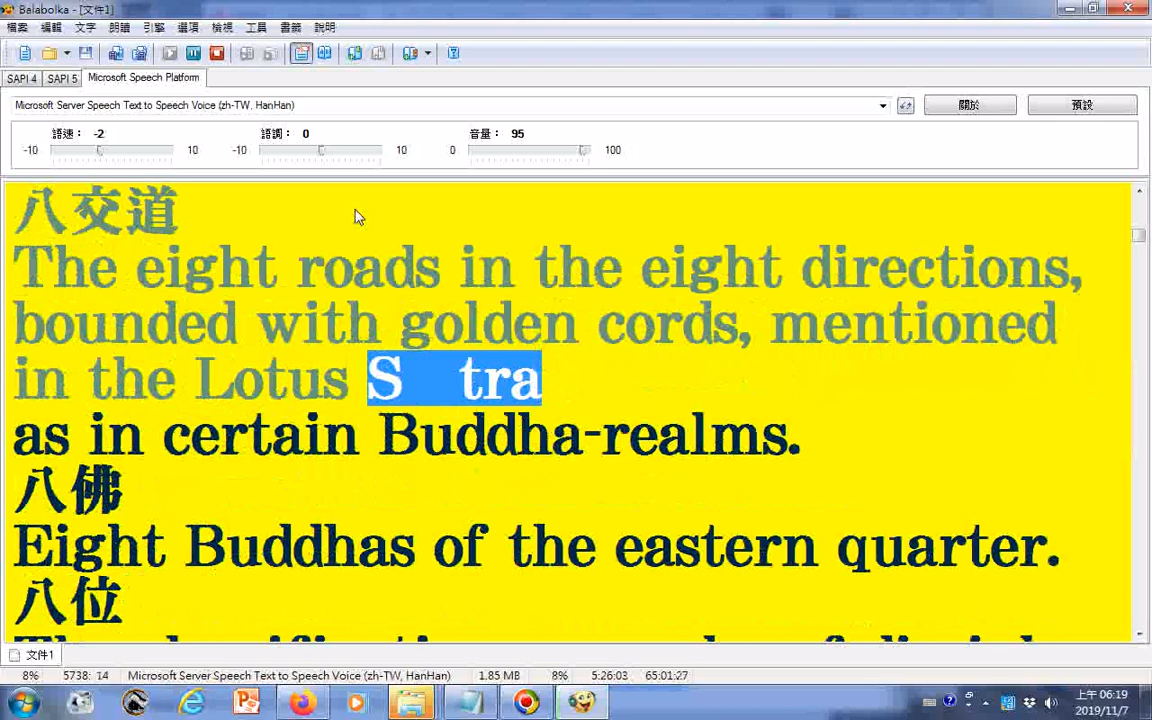 Balabolka - [文件1]
檔案 編輯 文字 朗讀 引擎 選項 檢視 工具 書籤 說明
SAPI 4 SAPI 5 Microsoft Speech Platform
Microsoft Server Speech Text to Speech Voice (zh-TW, HanHan) 關於 預設
語速： -2 語調： 0 音量： 95
-10 10 -10 10 0 100
八交道
The eight roads in the eight directions,
bounded with golden cords, mentioned
in the Lotus S tra
as in certain Buddha-realms.
八佛
Eight Buddhas of the eastern quarter.
八位
文件1
8% 5738: 14 Microsoft Server Speech Text to Speech Voice (zh-TW, HanHan) 1.85 MB 8% 5:26:03 65:01:27
上午 06:19
2019/11/7